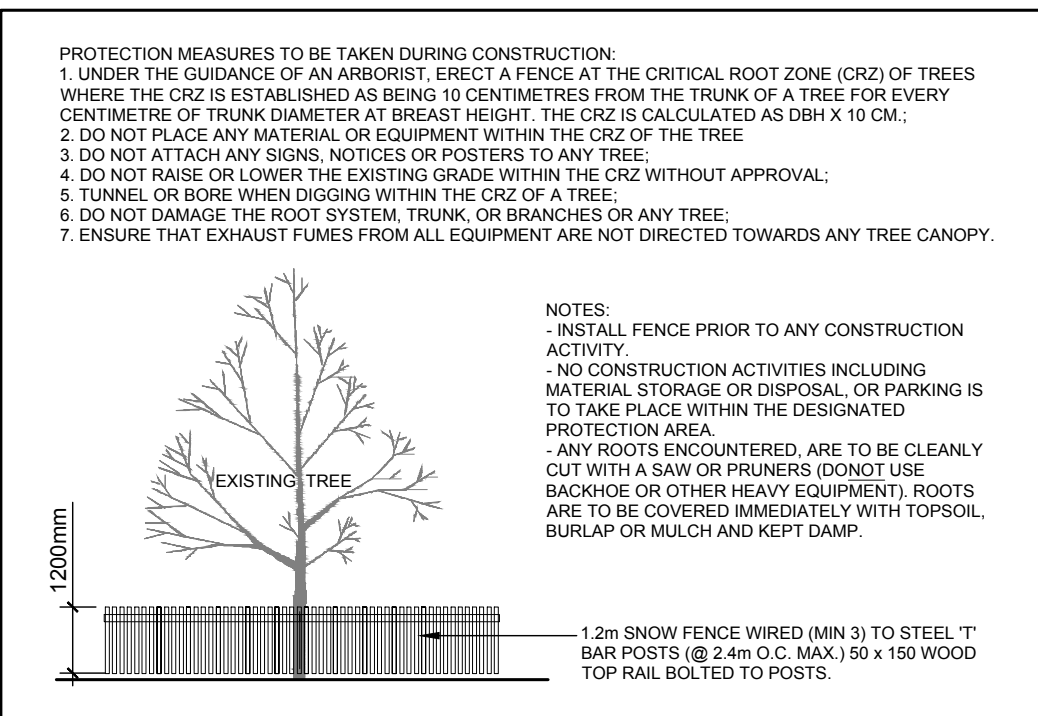 PROTECTION MEASURES TO BE TAKEN DURING CONSTRUCTION:
1. UNDER THE GUIDANCE OF AN ARBORIST, ERECT A FENCE AT THE CRITICAL ROOT ZONE (CRZ) OF TREES
WHERE THE CRZ IS ESTABLISHED AS BEING 10 CENTIMETRES FROM THE TRUNK OF A TREE FOR EVERY
CENTIMETRE OF TRUNK DIAMETER AT BREAST HEIGHT. THE CRZ IS CALCULATED AS DBH X 10 CM.;
2. DO NOT PLACE ANY MATERIAL OR EQUIPMENT WITHIN THE CRZ OF THE TREE
3. DO NOT ATTACH ANY SIGNS, NOTICES OR POSTERS TO ANY TREE;
4. DO NOT RAISE OR LOWER THE EXISTING GRADE WITHIN THE CRZ WITHOUT APPROVAL;
5. TUNNEL OR BORE WHEN DIGGING WITHIN THE CRZ OF A TREE;
6. DO NOT DAMAGE THE ROOT SYSTEM, TRUNK, OR BRANCHES OR ANY TREE;
7. ENSURE THAT EXHAUST FUMES FROM ALL EQUIPMENT ARE NOT DIRECTED TOWARDS ANY TREE CANOPY.
NOTES:
- INSTALL FENCE PRIOR TO ANY CONSTRUCTION
ACTIVITY.
- NO CONSTRUCTION ACTIVITIES INCLUDING
MATERIAL STORAGE OR DISPOSAL, OR PARKING IS
TO TAKE PLACE WITHIN THE DESIGNATED
PROTECTION AREA.
- ANY ROOTS ENCOUNTERED, ARE TO BE CLEANLY
CUT WITH A SAW OR PRUNERS (DONOT USE
BACKHOE OR OTHER HEAVY EQUIPMENT). ROOTS
ARE TO BE COVERED IMMEDIATELY WITH TOPSOIL,
BURLAP OR MULCH AND KEPT DAMP.
EXISTING TREE
1200mm
1.2m SNOW FENCE WIRED (MIN 3) TO STEEL 'T'
BAR POSTS (@ 2.4m O.C. MAX.) 50 x 150 WOOD
TOP RAIL BOLTED TO POSTS.